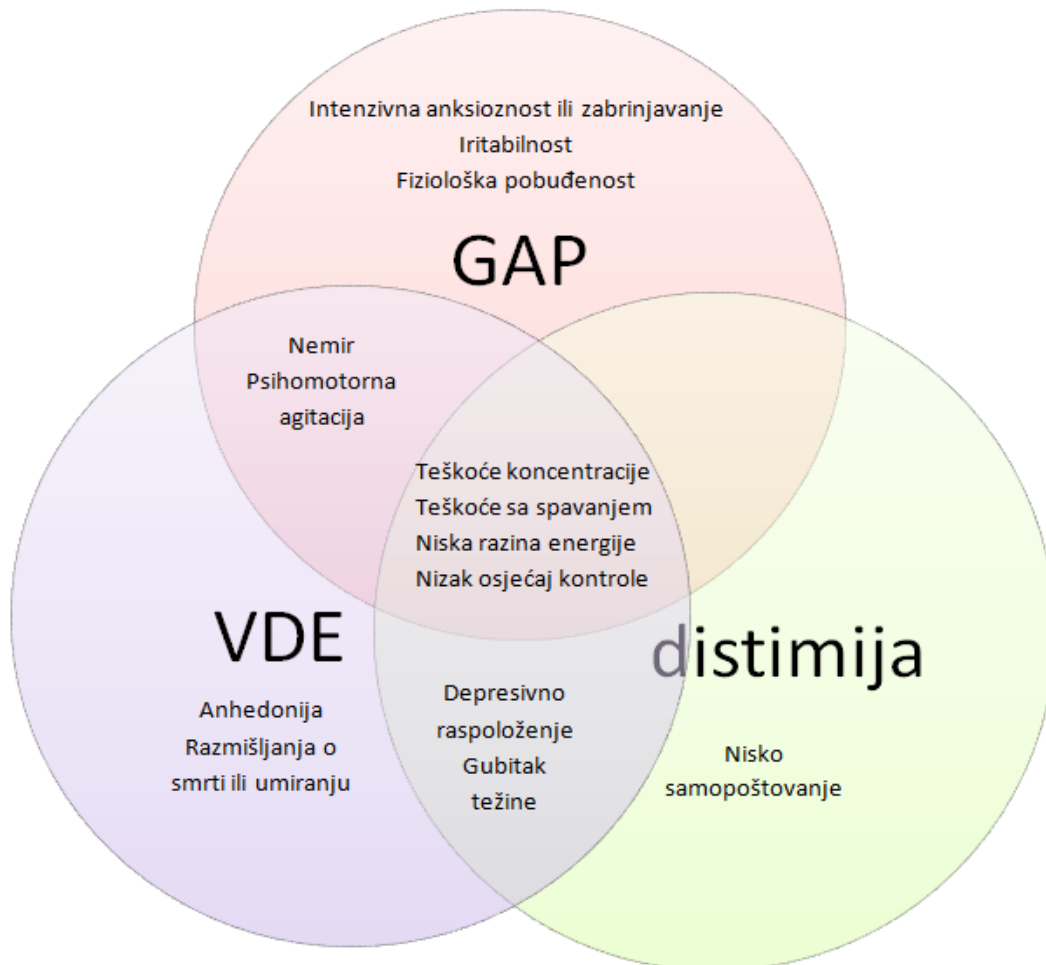 Intenzivna anksioznost ili zabrinjavanje
Iritabilnost
Fiziološka pobuđenost
GAP
Nemir
Psihomotorna
agitacija
Teškoće koncentracije
Teškoće sa spavanjem
Niska razina energije
Nizak osjećaj kontrole
VDE
distimija
Anhedonija
Razmišljanja o
smrti ili umiranju
Depresivno
raspoloženje
Gubitak
težine
Nisko
samopoštovanje